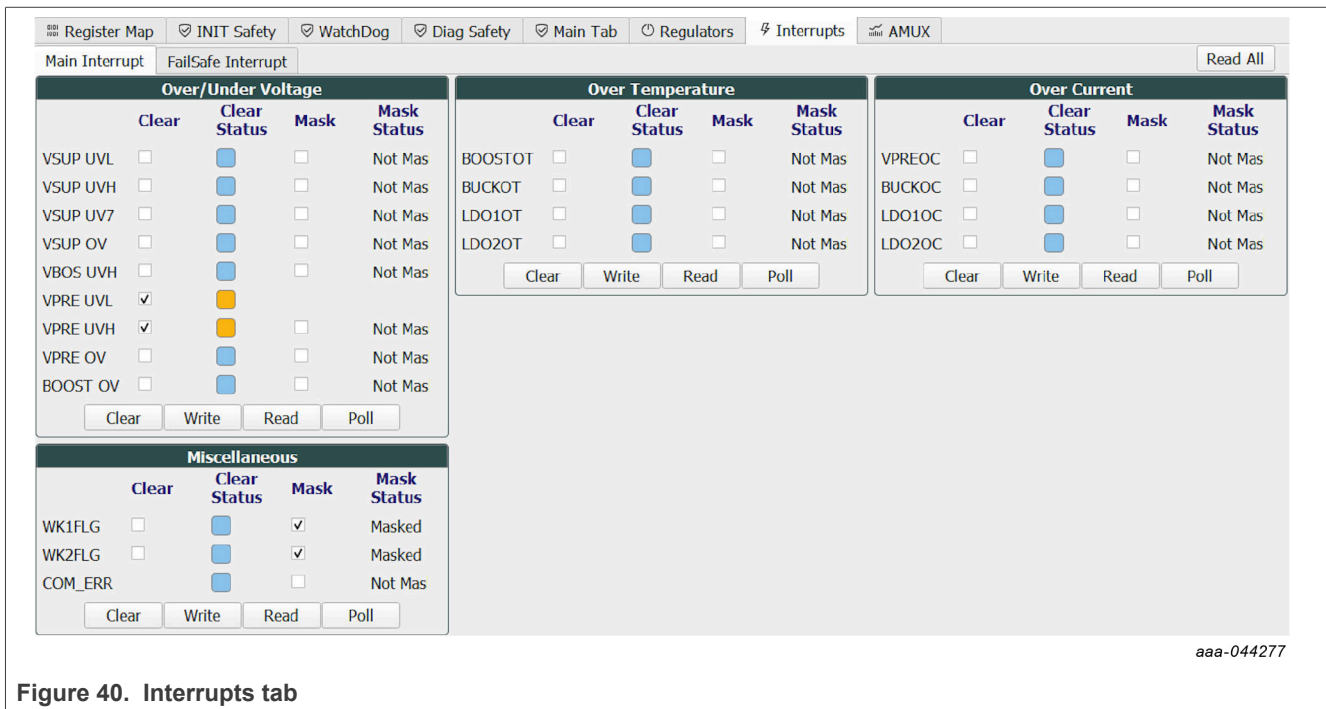 Register Map INIT Safety WatchDog Diag Safety Main Tab Regulators Interrupts AMUX
Main Interrupt FailSafe Interrupt Read All
Over/Under Voltage
Clear Clear Status Mask Mask Status
VSUP UVL Not Mas
VSUP UVH Not Mas
VSUP UV7 Not Mas
VSUP OV Not Mas
VBOS UVH Not Mas
VPRE UVL
VPRE UVH Not Mas
VPRE OV Not Mas
BOOST OV Not Mas
Clear Write Read Poll
Over Temperature
Clear Clear Status Mask Mask Status
BOOSTOT Not Mas
BUCKOT Not Mas
LDO1OT Not Mas
LDO2OT Not Mas
Clear Write Read Poll
Over Current
Clear Clear Status Mask Mask Status
VPREOC Not Mas
BUCKOC Not Mas
LDO1OC Not Mas
LDO2OC Not Mas
Clear Write Read Poll
Miscellaneous
Clear Clear Status Mask Mask Status
WK1FLG Masked
WK2FLG Masked
COM_ERR Not Mas
Clear Write Read Poll
aaa-044277
Figure 40. Interrupts tab